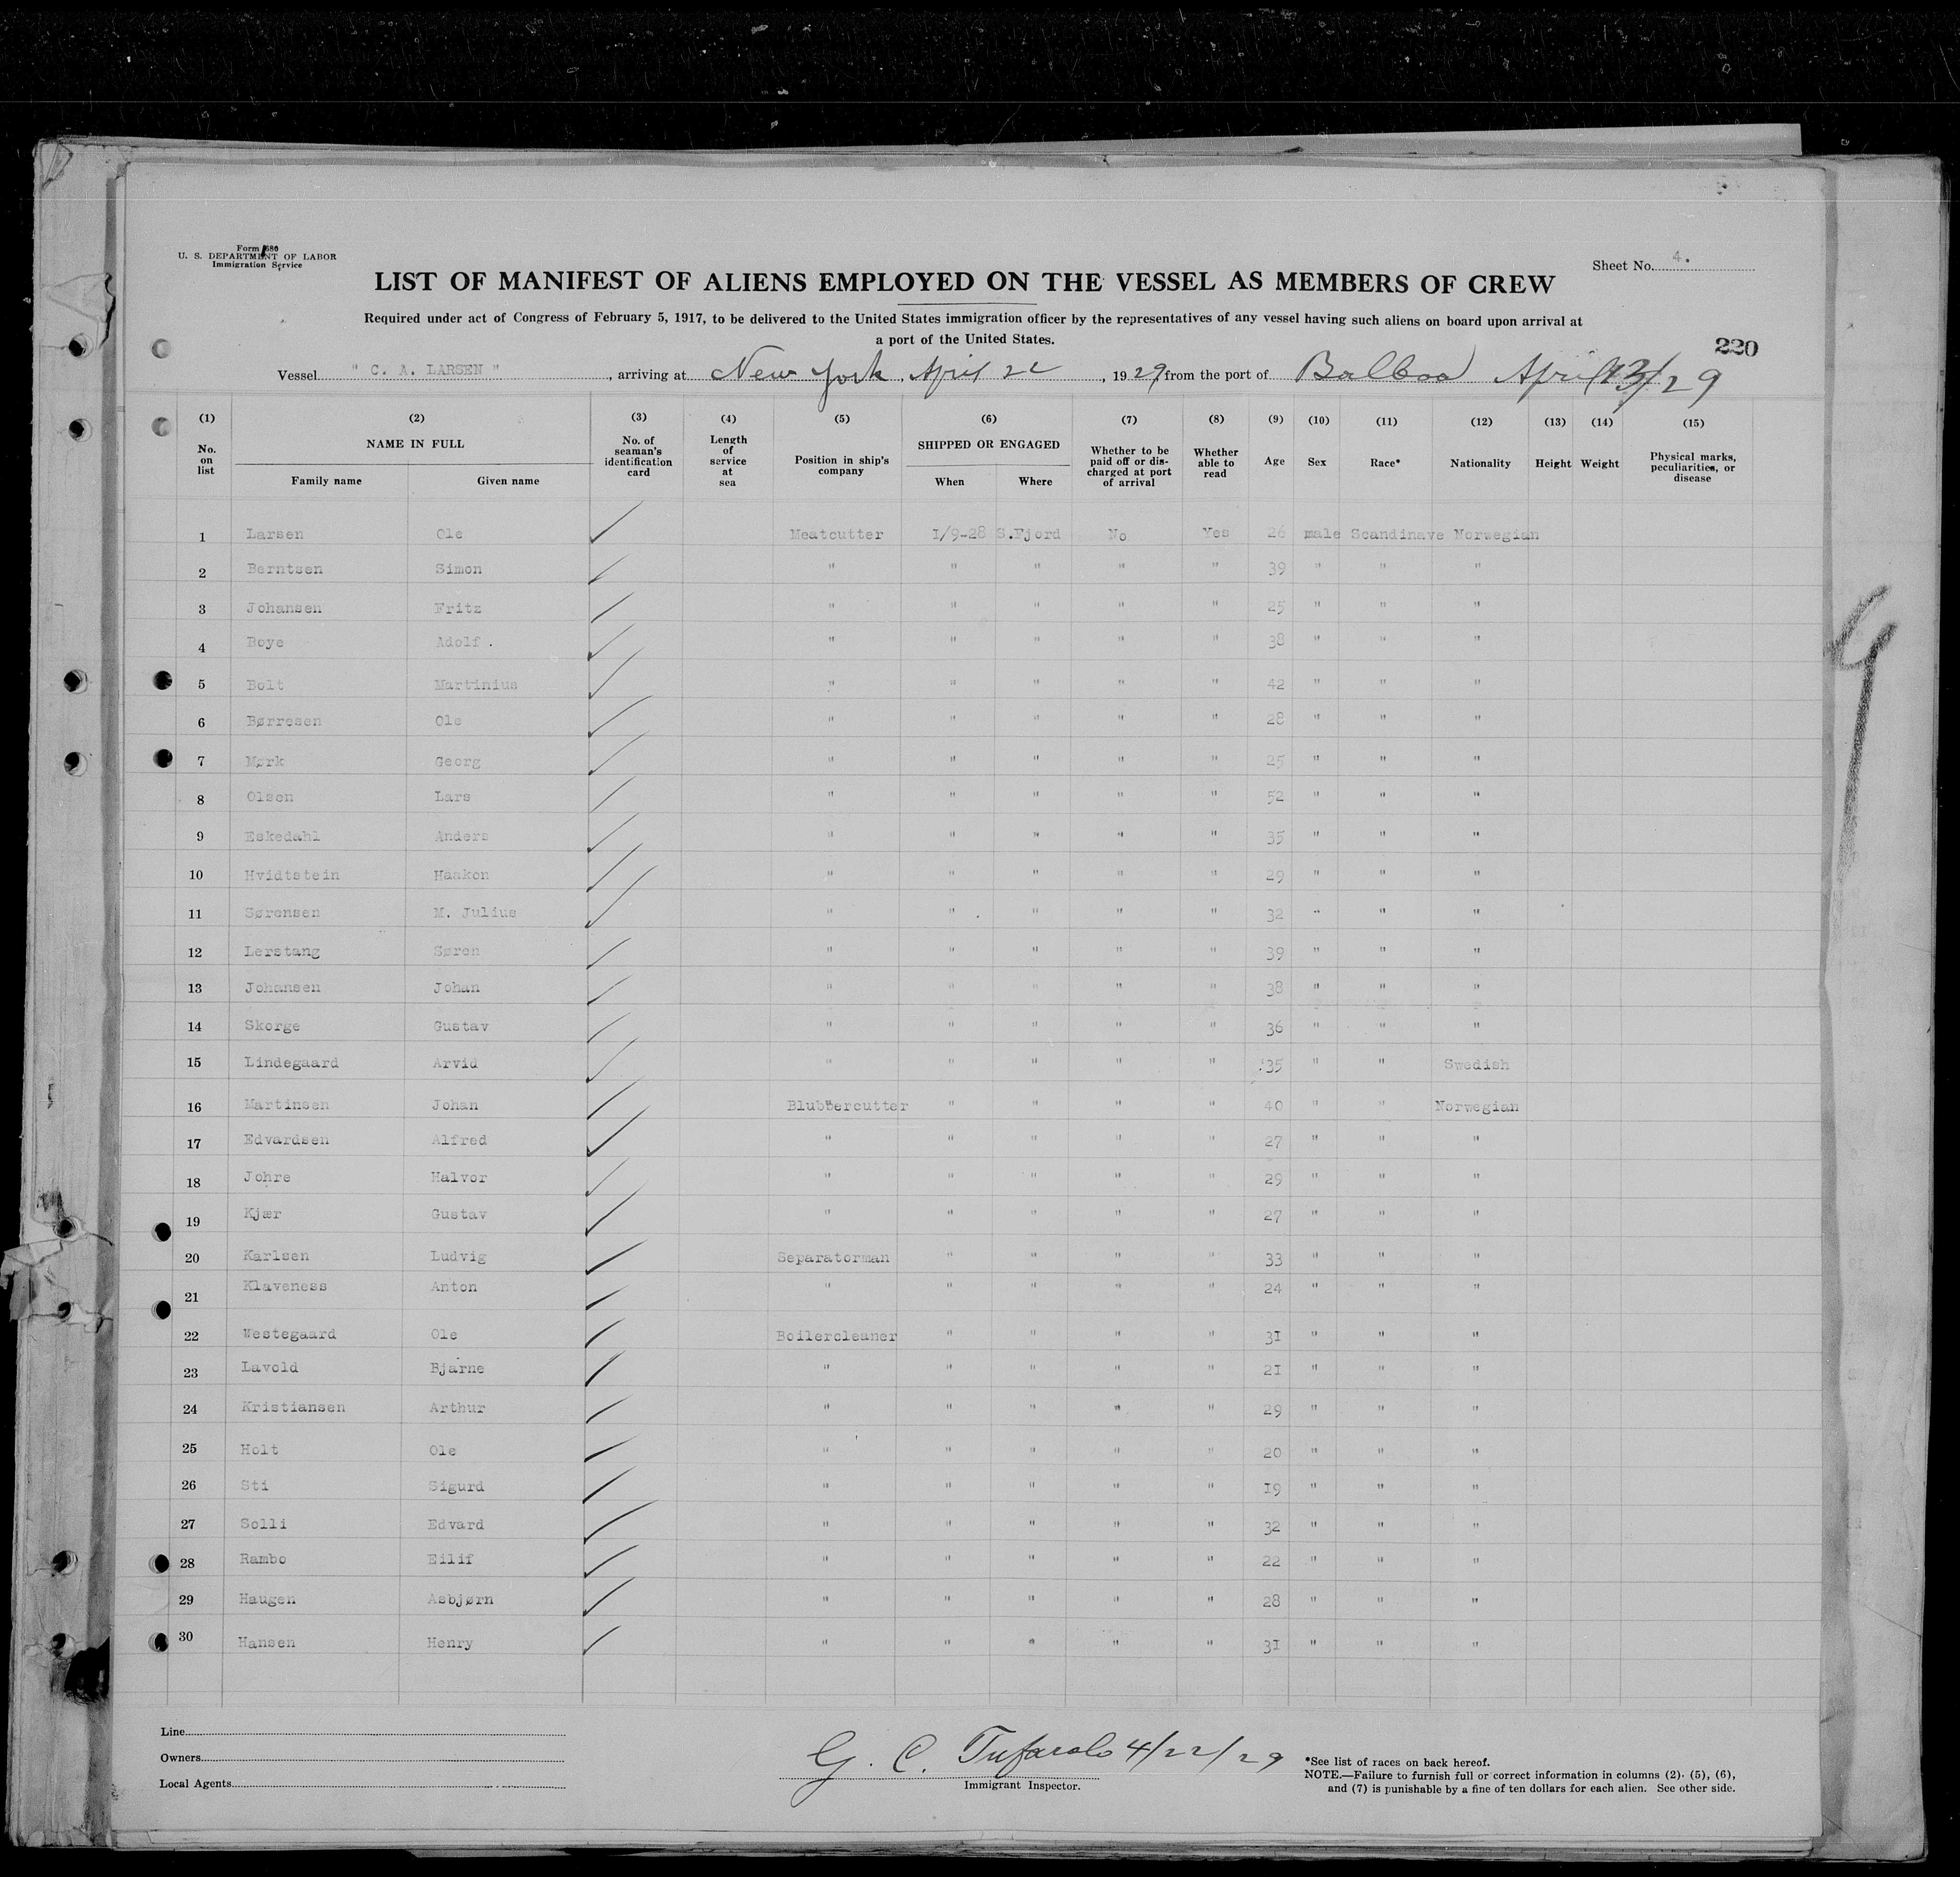 Form 680
U. S. DEPARTMENT OF LABOR
Immigration Service
Sheet No. 4.
LIST OF MANIFEST OF ALIENS EMPLOYED ON THE VESSEL AS MEMBERS OF CREW
Required under act of Congress of February 5, 1917, to be delivered to the United States immigration officer by the representatives of any vessel having such aliens on board upon arrival at
a port of the United States.
220
Vessel " C. A. LARSEN " , arriving at New York, April 22, 1929, from the port of Balboa April 13/29
(1) (2) (3) (4) (5) (6) (7) (8) (9) (10) (11) (12) (13) (14) (15)
No. on list NAME IN FULL Family name Given name No. of seaman's identification card Length of service at sea Position in ship's company SHIPPED OR ENGAGED When Where Whether to be paid off or discharged at port of arrival Whether able to read Age Sex Race* Nationality Height Weight Physical marks, peculiarities, or disease
1 Larsen Ole Meatcutter 1/9-28 S.Fjord No Yes 26 male Scandinave Norwegian
2 Berntsen Simon " " " " " 39 " " "
3 Johansen Fritz " " " " " 25 " " "
4 Boye Adolf . " " " " " 38 " " "
5 Bolt Martinius " " " " " 42 " " "
6 Børresen Ole " " " " " 28 " " "
7 Mørk Georg " " " " " 25 " " "
8 Olsen Lars " " " " " 52 " " "
9 Eskedahl Anders " " " " " 35 " " "
10 Hvidtstein Haakon " " " " " 29 " " "
11 Sørensen M. Julius " " " " " 32 " " "
12 Lerstang Søren " " " " " 39 " " "
13 Johansen Johan " " " " " 38 " " "
14 Skorge Gustav " " " " " 36 " " "
15 Lindegaard Arvid " " " " " 35 " " Swedish
16 Martinsen Johan Blubbercutter " " " " 40 " " Norwegian
17 Edvardsen Alfred " " " " " 27 " " "
18 Johre Halvor " " " " " 29 " " "
19 Kjær Gustav " " " " " 27 " " "
20 Karlsen Ludvig Separatorman " " " " 33 " " "
21 Klaveness Anton " " " " " 24 " " "
22 Westegaard Ole Boilercleaner " " " " 31 " " "
23 Lavold Bjarne " " " " " 21 " " "
24 Kristiansen Arthur " " " " " 29 " " "
25 Holt Ole " " " " " 20 " " "
26 Sti Sigurd " " " " " 19 " " "
27 Solli Edvard " " " " " 32 " " "
28 Rambo Eilif " " " " " 22 " " "
29 Haugen Asbjørn " " " " " 28 " " "
30 Hansen Henry " " " " " 31 " " "
Line
Owners
Local Agents
G. C. Tufarolo 4/22/29
Immigrant Inspector.
*See list of races on back hereof.
NOTE.—Failure to furnish full or correct information in columns (2), (5), (6),
and (7) is punishable by a fine of ten dollars for each alien. See other side.